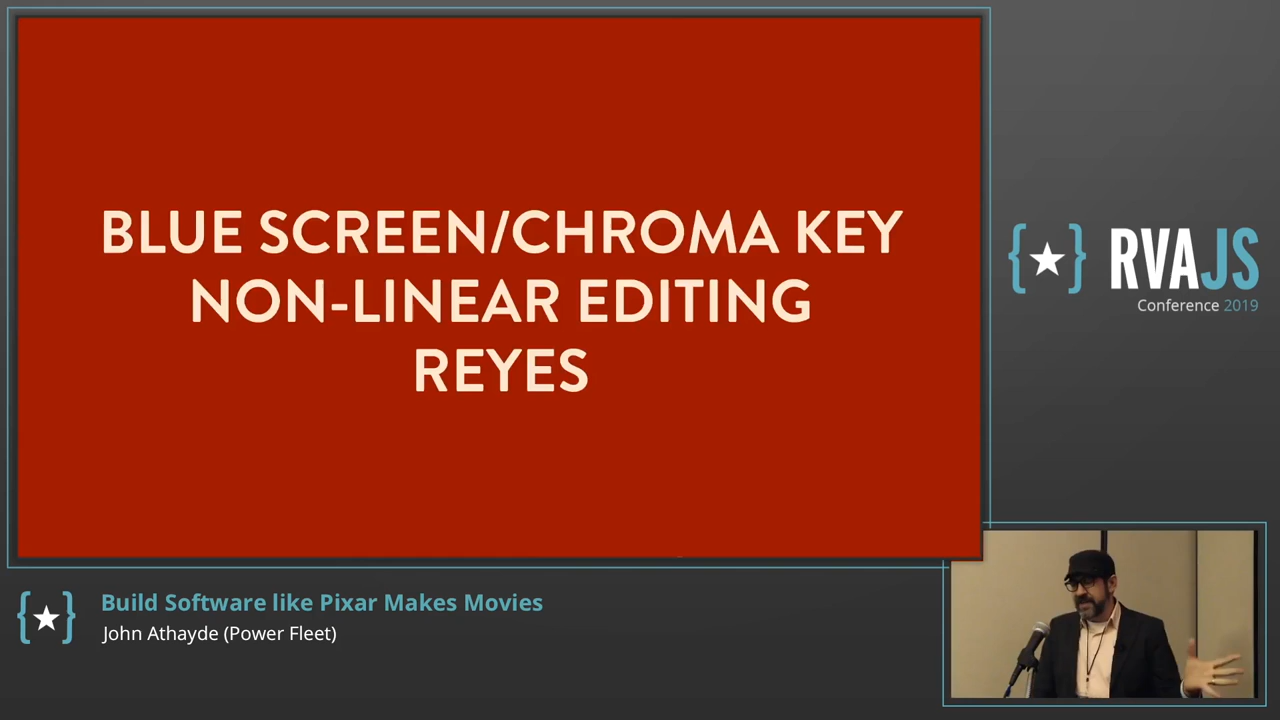 BLUE SCREEN/CHROMA KEY
NON-LINEAR EDITING
REYES
{★} RVAJS
Conference 2019
Build Software like Pixar Makes Movies
John Athayde (Power Fleet)